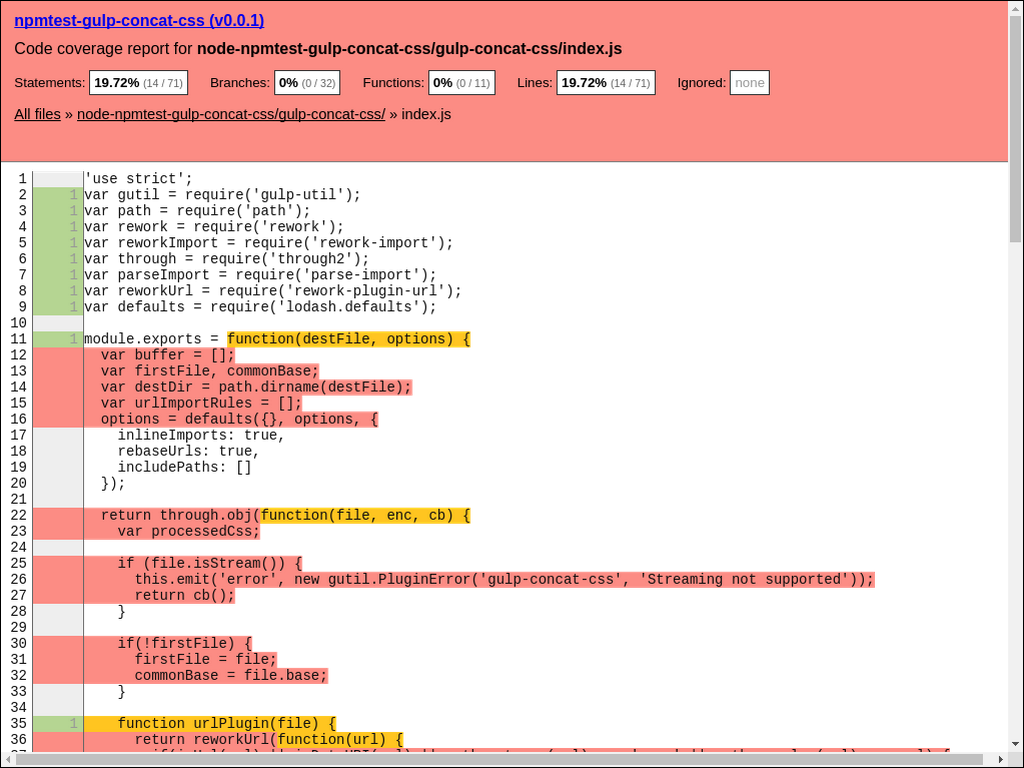 npmtest-gulp-concat-css (v0.0.1)
Code coverage report for node-npmtest-gulp-concat-css/gulp-concat-css/index.js
Statements: 19.72% (14 / 71) Branches: 0% (0 / 32) Functions: 0% (0 / 11) Lines: 19.72% (14 / 71) Ignored: none
All files » node-npmtest-gulp-concat-css/gulp-concat-css/ » index.js
1 'use strict';
2 1 var gutil = require('gulp-util');
3 1 var path = require('path');
4 1 var rework = require('rework');
5 1 var reworkImport = require('rework-import');
6 1 var through = require('through2');
7 1 var parseImport = require('parse-import');
8 1 var reworkUrl = require('rework-plugin-url');
9 1 var defaults = require('lodash.defaults');
10
11 1 module.exports = function(destFile, options) {
12 var buffer = [];
13 var firstFile, commonBase;
14 var destDir = path.dirname(destFile);
15 var urlImportRules = [];
16 options = defaults({}, options, {
17 inlineImports: true,
18 rebaseUrls: true,
19 includePaths: []
20 });
21
22 return through.obj(function(file, enc, cb) {
23 var processedCss;
24
25 if (file.isStream()) {
26 this.emit('error', new gutil.PluginError('gulp-concat-css', 'Streaming not supported'));
27 return cb();
28 }
29
30 if(!firstFile) {
31 firstFile = file;
32 commonBase = file.base;
33 }
34
35 1 function urlPlugin(file) {
36 return reworkUrl(function(url) {